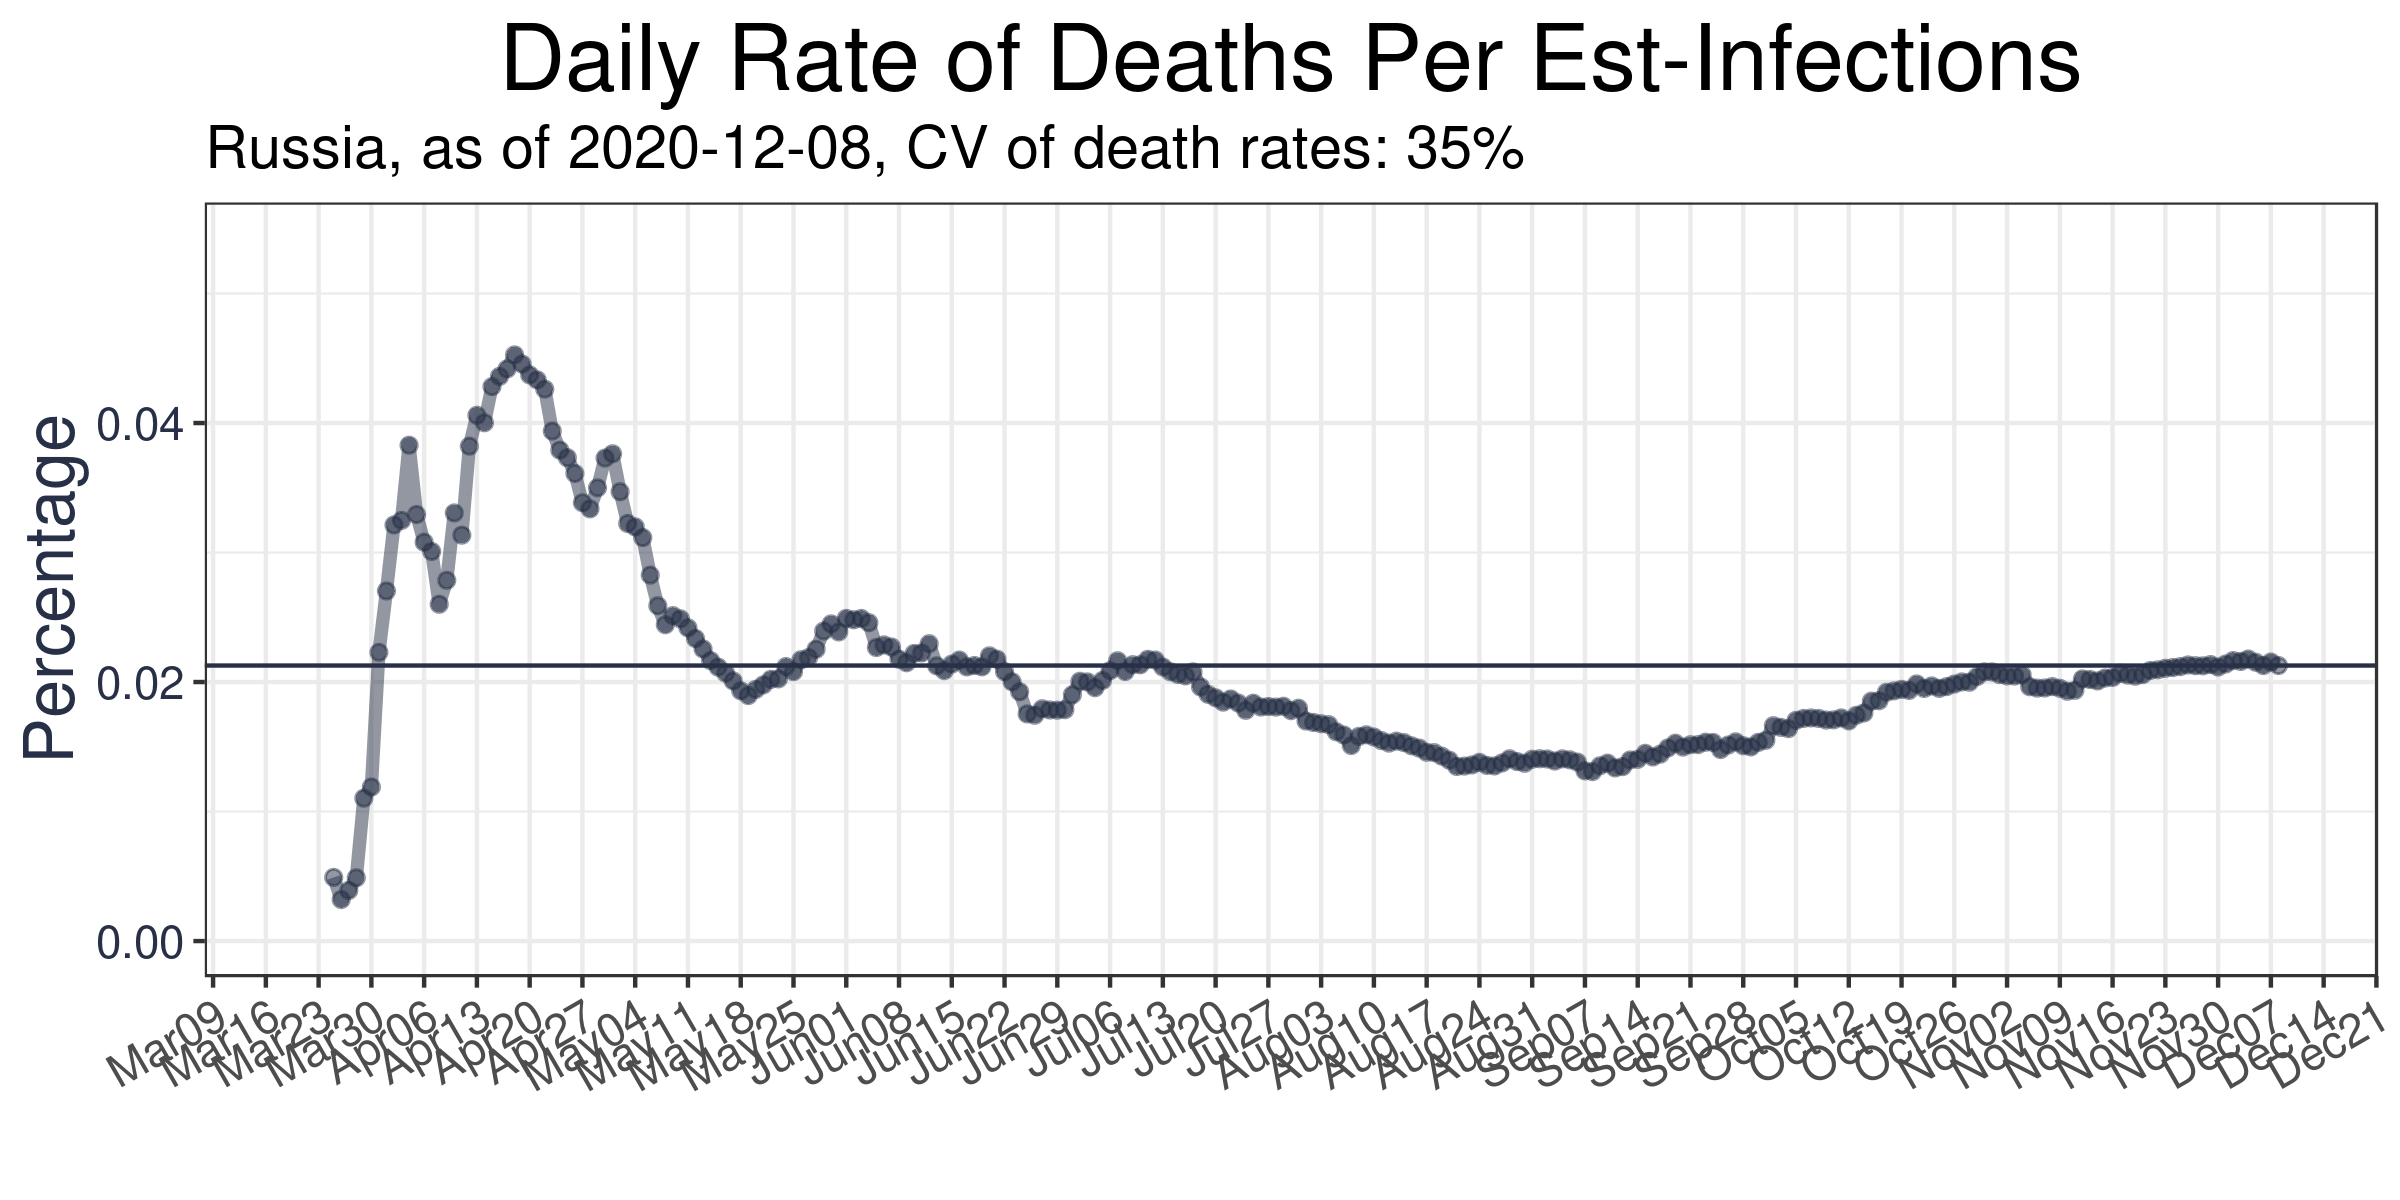 Daily Rate of Deaths Per Est-Infections
Russia, as of 2020-12-08, CV of death rates: 35%
Percentage
0.04
0.02
0.00
Mar09
Mar16
Mar23
Mar30
Apr06
Apr13
Apr20
Apr27
May04
May11
May18
May25
Jun01
Jun08
Jun15
Jun22
Jun29
Jul06
Jul13
Jul20
Jul27
Aug03
Aug10
Aug17
Aug24
Aug31
Sep07
Sep14
Sep21
Sep28
Oct05
Oct12
Oct19
Oct26
Nov02
Nov09
Nov16
Nov23
Nov30
Dec07
Dec14
Dec21